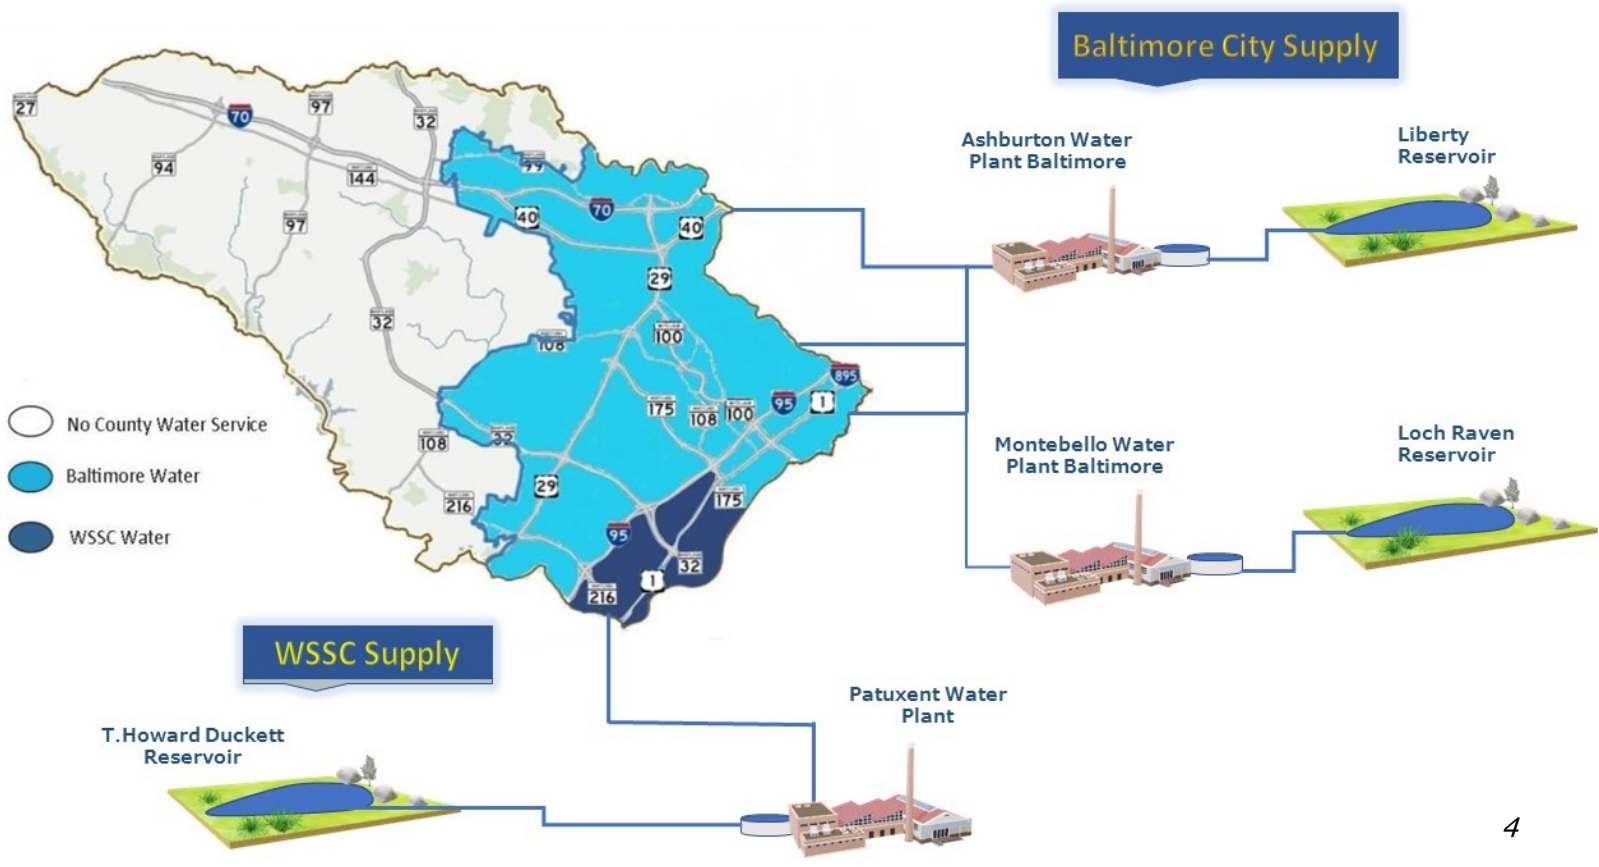 Baltimore City Supply
Ashburton Water
Plant Baltimore
Liberty
Reservoir
27
70
97
32
94
144
99
40
70
40
97
29
32
108
100
895
175
108
100
95
1
No County Water Service
108
32
Montebello Water
Plant Baltimore
Loch Raven
Reservoir
Baltimore Water
29
175
216
WSSC Water
95
32
1
216
WSSC Supply
Patuxent Water
Plant
T.Howard Duckett
Reservoir
4